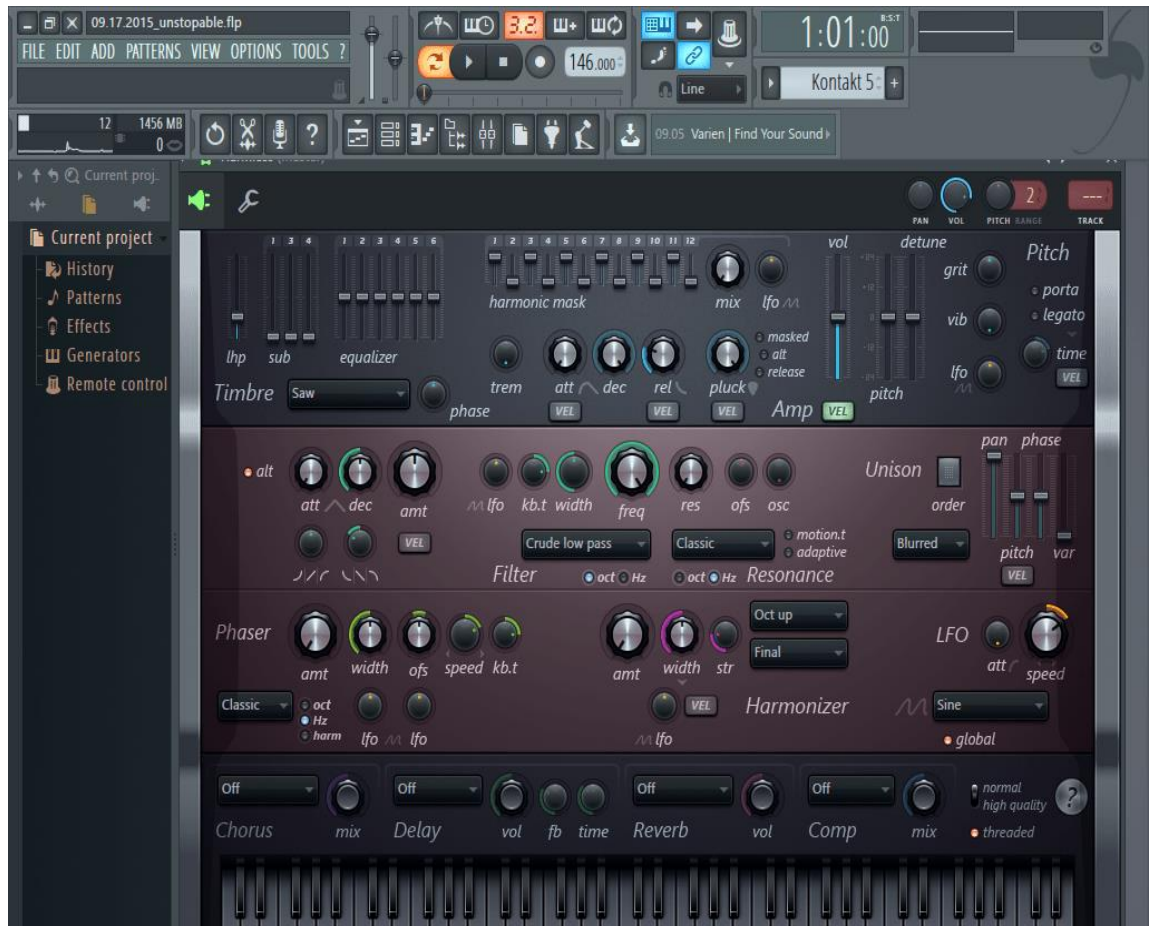 09.17.2015_unstopable.flp
FILE EDIT ADD PATTERNS VIEW OPTIONS TOOLS ?
3.2.
146.000
Line
1:01:00
B:S:T
Kontakt 5
12 1456 MB
0
09.05 Varien | Find Your Sound
Current proj..
PAN VOL PITCH RANGE 2 --- TRACK
Current project
History
Patterns
Effects
Generators
Remote control
1 3 4
1 2 3 4 5 6
1 2 3 4 5 6 7 8 9 10 11 12
vol detune
Pitch
grit
harmonic mask
mix lfo
porta
legato
vib
lhp sub equalizer
masked
alt
release
time
VEL
lfo
Timbre Saw phase
trem att dec rel pluck
VEL VEL VEL
Amp VEL
pitch
alt
att dec amt
VEL
lfo kb.t width freq res ofs osc
Unison
order
pan phase
Crude low pass
Classic
motion.t
adaptive
Blurred
pitch var
VEL
Filter oct Hz
oct Hz Resonance
Phaser
amt width ofs speed kb.t
amt width str
Oct up
Final
LFO
att speed
Classic
oct
Hz
harm
lfo lfo
lfo VEL Harmonizer
Sine
global
Off Off Off Off
normal
high quality
?
Chorus mix Delay vol fb time Reverb vol Comp mix
threaded